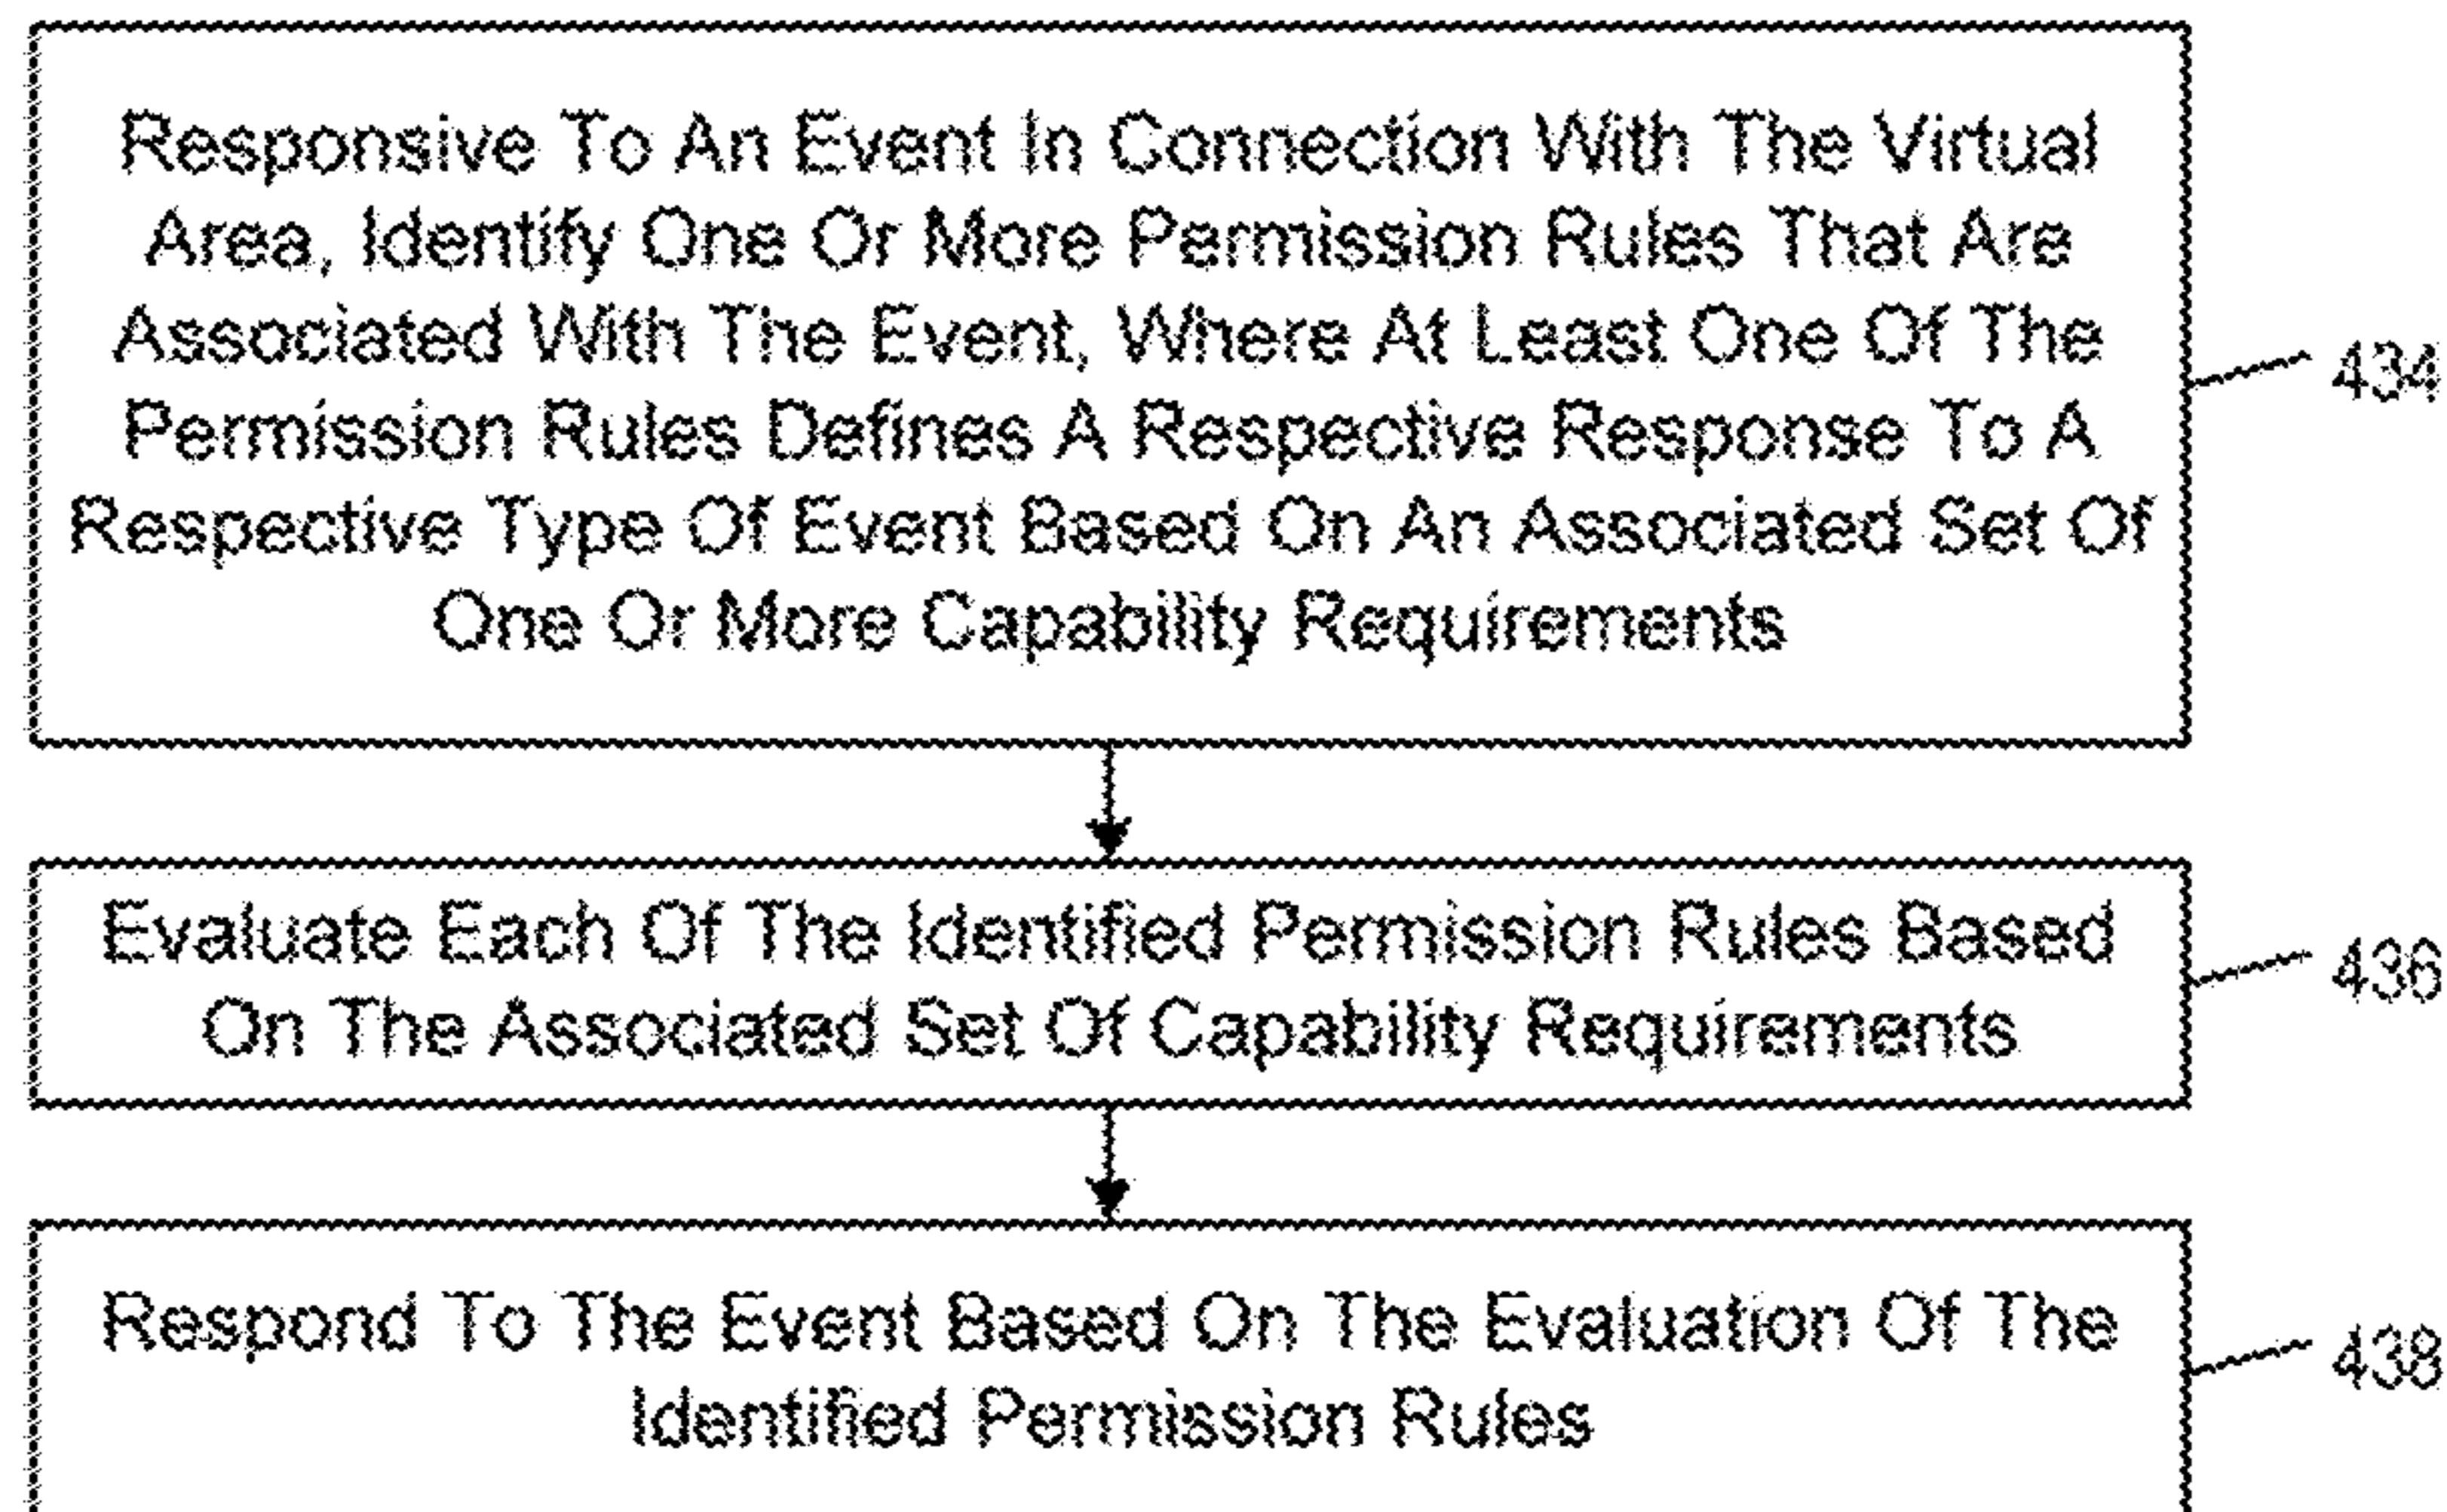 Responsive To An Event In Connection With The Virtual
Area, Identify One Or More Permission Rules That Are
Associated With The Event, Where At Least One Of The
Permission Rules Defines A Respective Response To A
Respective Type Of Event Based On An Associated Set Of
One Or More Capability Requirements
434
Evaluate Each Of The Identified Permission Rules Based
On The Associated Set Of Capability Requirements
436
Respond To The Event Based On The Evaluation Of The
Identified Permission Rules
438